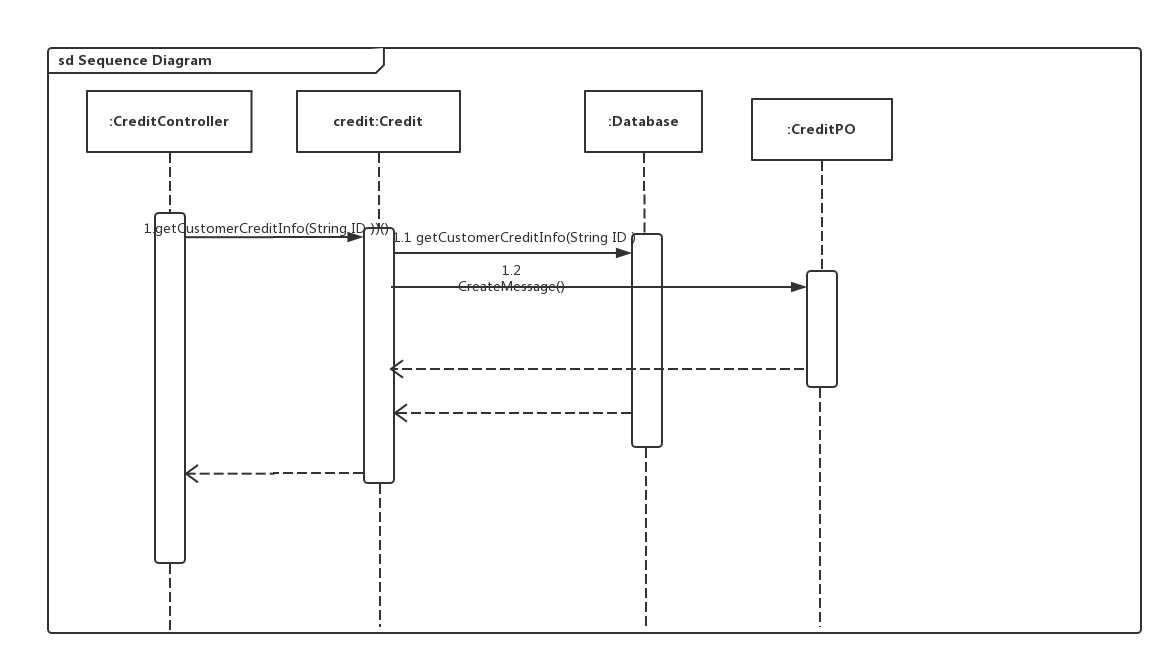 sd Sequence Diagram
:CreditController
credit:Credit
:Database
:CreditPO
1.getCustomerCreditInfo(String ID ))()
1.1 getCustomerCreditInfo(String ID )
1.2
CreateMessage()